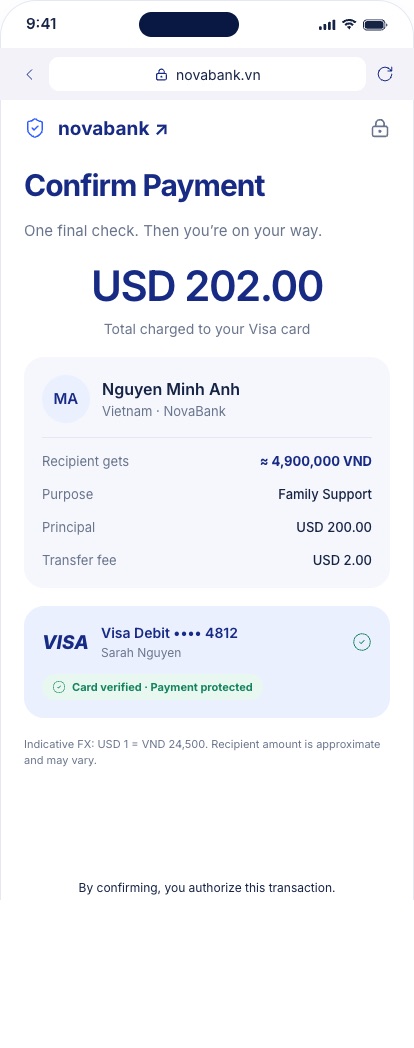 9:41
novabank.vn
novabank
Confirm Payment
One final check. Then you’re on your way.
USD 202.00
Total charged to your Visa card
MA
Nguyen Minh Anh
Vietnam · NovaBank
Recipient gets ≈ 4,900,000 VND
Purpose Family Support
Principal USD 200.00
Transfer fee USD 2.00
VISA
Visa Debit •••• 4812
Sarah Nguyen
Card verified · Payment protected
Indicative FX: USD 1 = VND 24,500. Recipient amount is approximate
and may vary.
By confirming, you authorize this transaction.